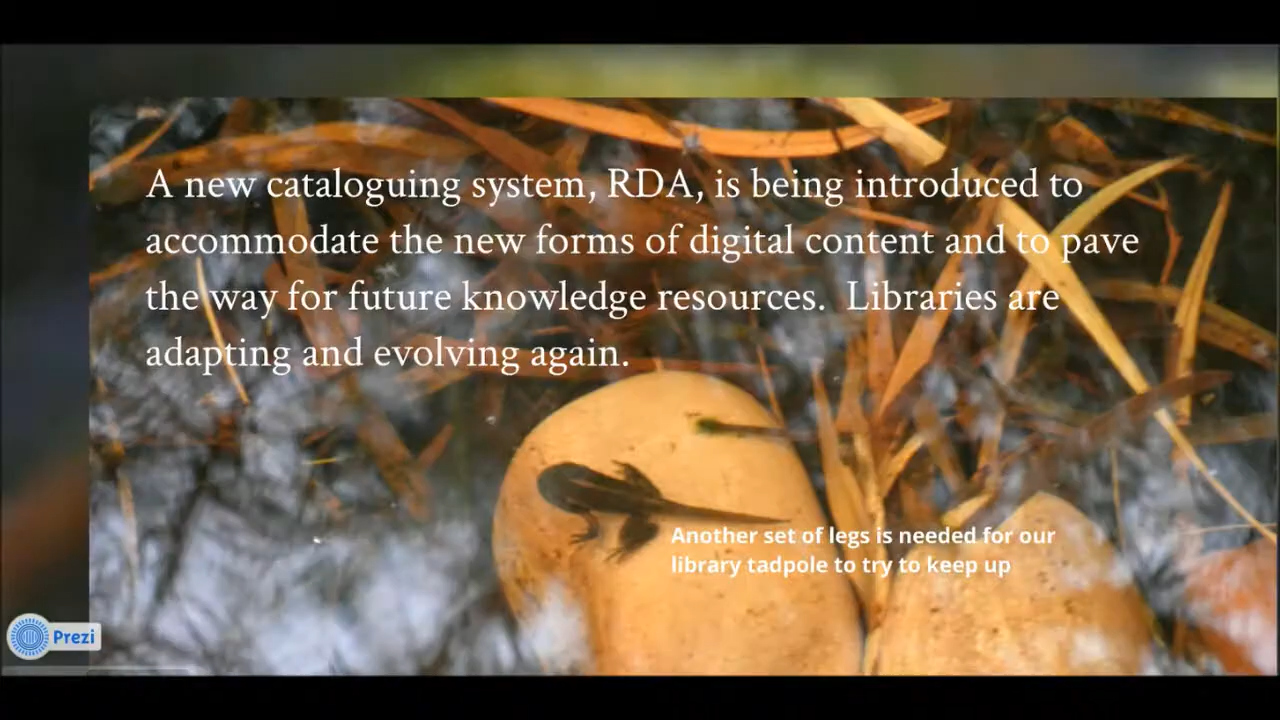 A new cataloguing system, RDA, is being introduced to
accommodate the new forms of digital content and to pave
the way for future knowledge resources.  Libraries are
adapting and evolving again.
Another set of legs is needed for our
library tadpole to try to keep up
Prezi